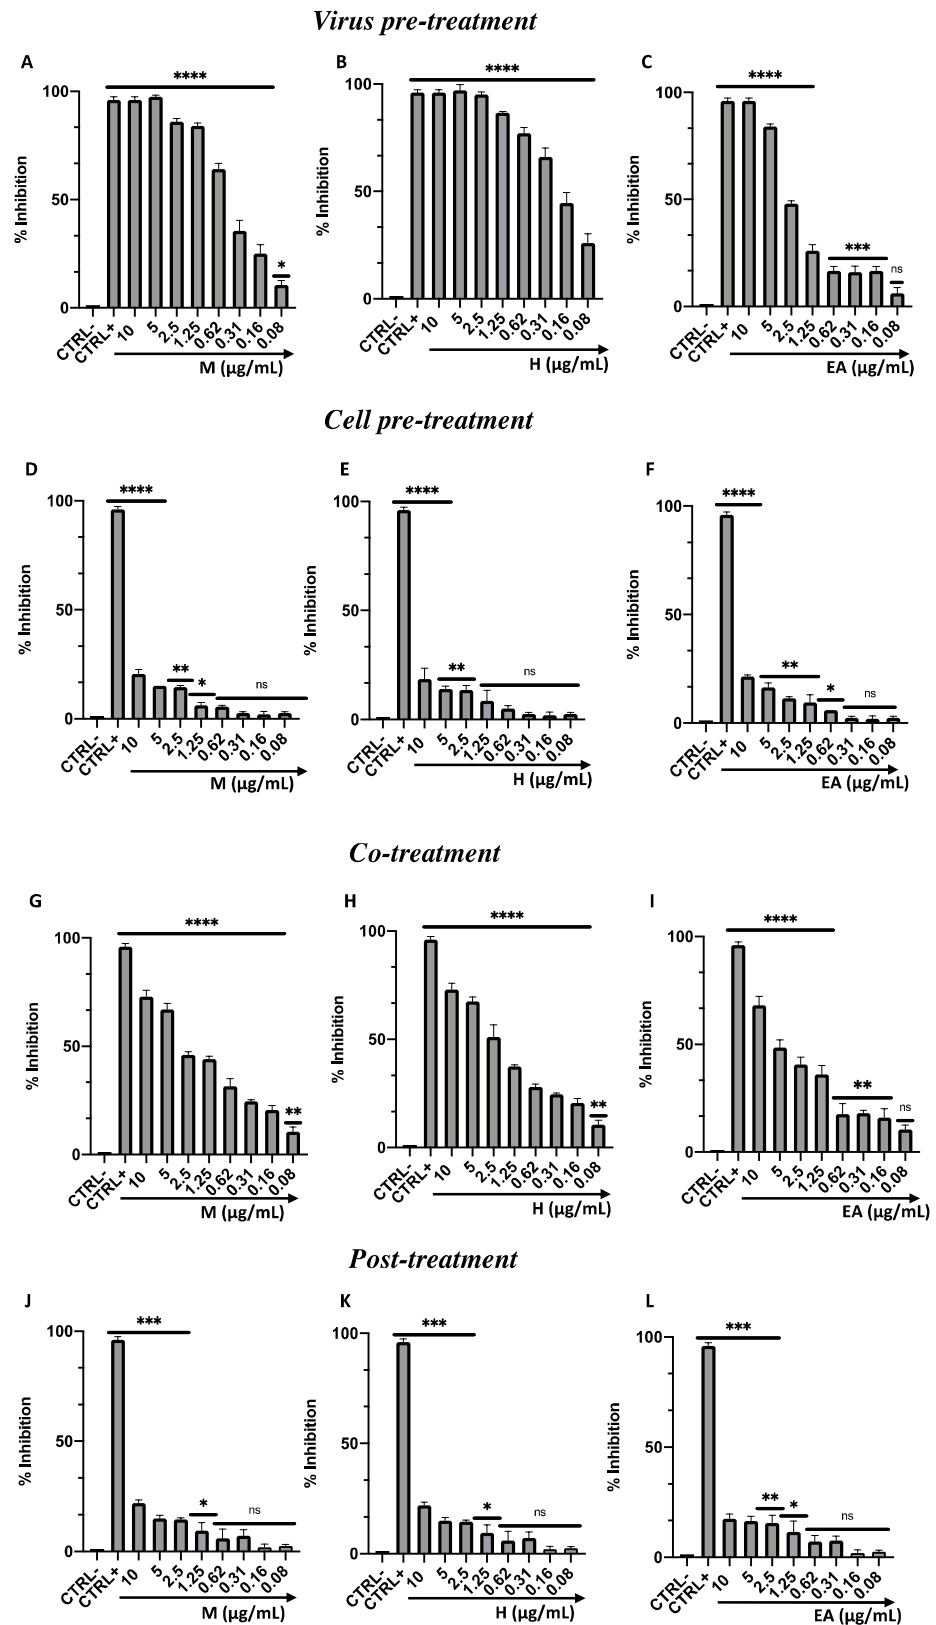 Virus pre-treatment
A
B
C
****
****
****
100
50
0
% Inhibition
*
CTRL-
CTRL+
10
5
2.5
1.25
0.62
0.31
0.16
0.08
M (µg/mL)
100
50
0
% Inhibition
CTRL-
CTRL+
10
5
2.5
1.25
0.62
0.31
0.16
0.08
H (µg/mL)
100
50
0
% Inhibition
***
ns
CTRL-
CTRL+
10
5
2.5
1.25
0.62
0.31
0.16
0.08
EA (µg/mL)
Cell pre-treatment
D
E
F
****
****
****
100
50
0
% Inhibition
**
*
ns
CTRL-
CTRL+
10
5
2.5
1.25
0.62
0.31
0.16
0.08
M (µg/mL)
100
50
0
% Inhibition
**
ns
CTRL-
CTRL+
10
5
2.5
1.25
0.62
0.31
0.16
0.08
H (µg/mL)
100
50
0
% Inhibition
**
*
ns
CTRL-
CTRL+
10
5
2.5
1.25
0.62
0.31
0.16
0.08
EA (µg/mL)
Co-treatment
G
H
I
****
****
****
100
50
0
% Inhibition
**
CTRL-
CTRL+
10
5
2.5
1.25
0.62
0.31
0.16
0.08
M (µg/mL)
100
50
0
% Inhibition
**
CTRL-
CTRL+
10
5
2.5
1.25
0.62
0.31
0.16
0.08
H (µg/mL)
100
50
0
% Inhibition
**
ns
CTRL-
CTRL+
10
5
2.5
1.25
0.62
0.31
0.16
0.08
EA (µg/mL)
Post-treatment
J
K
L
***
***
***
100
50
0
% Inhibition
*
ns
CTRL-
CTRL+
10
5
2.5
1.25
0.62
0.31
0.16
0.08
M (µg/mL)
100
50
0
% Inhibition
*
ns
CTRL-
CTRL+
10
5
2.5
1.25
0.62
0.31
0.16
0.08
H (µg/mL)
100
50
0
% Inhibition
**
*
ns
CTRL-
CTRL+
10
5
2.5
1.25
0.62
0.31
0.16
0.08
EA (µg/mL)